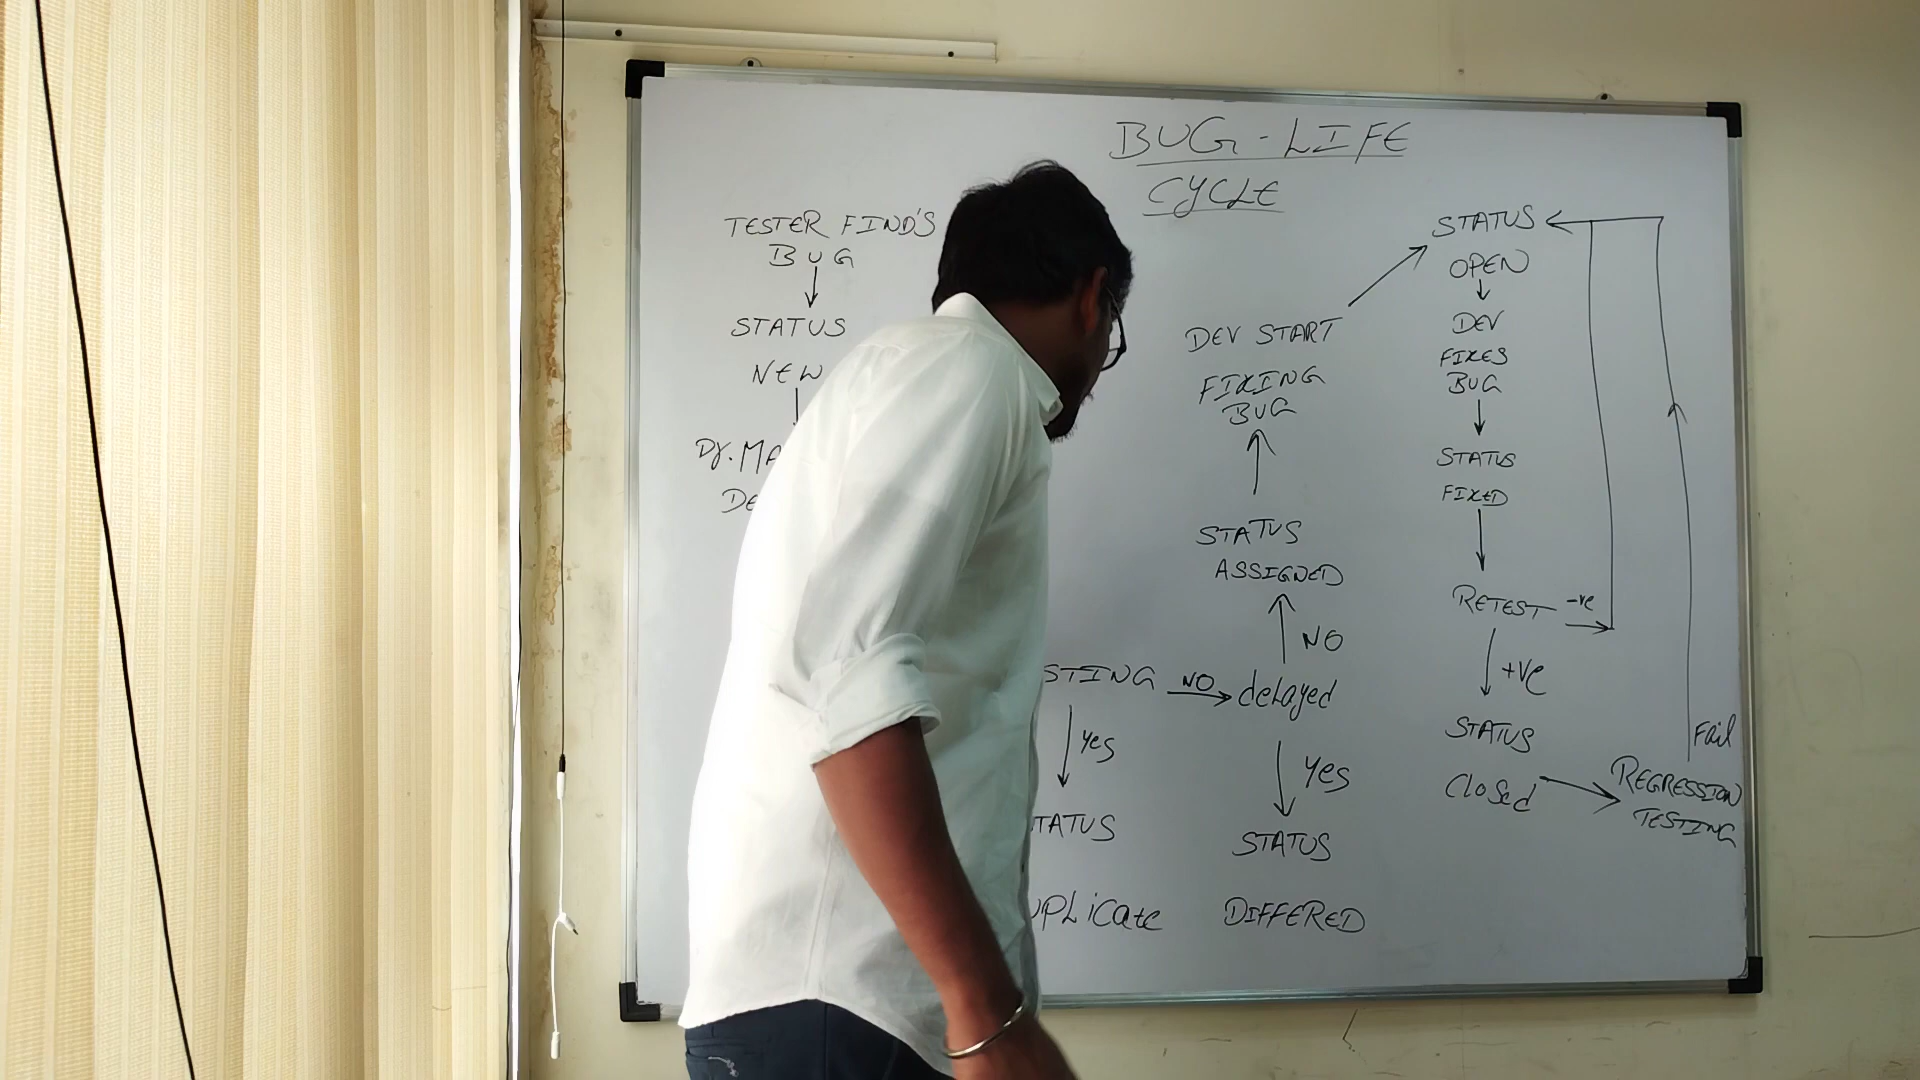 BUG-LIFE
CYCLE
TESTER FIND'S
BUG
STATUS
NEW
STING NO delayed
yes
TATUS
PLicate
NO
STATUS
ASSIGNED
DEV START
FIXING
BUG
yes
STATUS
DIFFERED
STATUS
OPEN
DEV
FIXES
BUG
STATUS
FIXED
RETEST -ve
+ve
STATUS
Closed
REGRESSION
TESTING
Fail